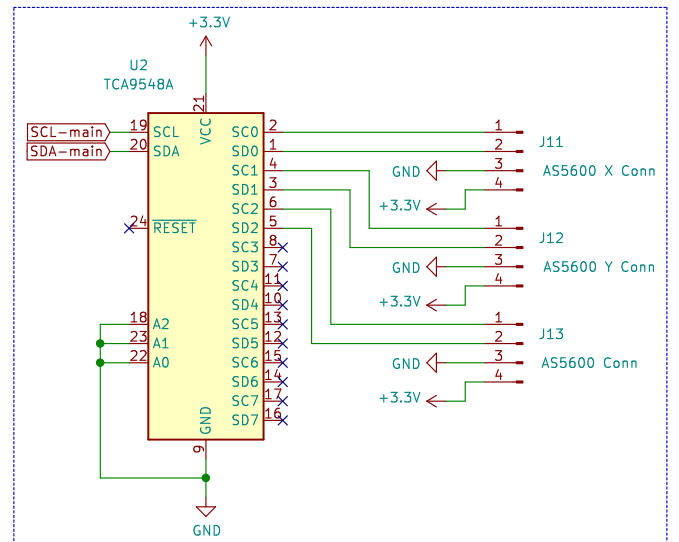 +3.3V
U2
TCA9548A
21
VCC
SCL-main 19 SCL
SDA-main 20 SDA
24 RESET
18 A2
23 A1
22 A0
SC0 2
SD0 1
SC1 4
SD1 3
SC2 6
SD2 5
SC3 8
SD3 7
SC4 11
SD4 10
SC5 13
SD5 12
SC6 15
SD6 14
SC7 17
SD7 16
GND
9
GND
1
2
3
4
J11
AS5600 X Conn
GND
+3.3V
1
2
3
4
J12
AS5600 Y Conn
GND
+3.3V
1
2
3
4
J13
AS5600 Conn
GND
+3.3V